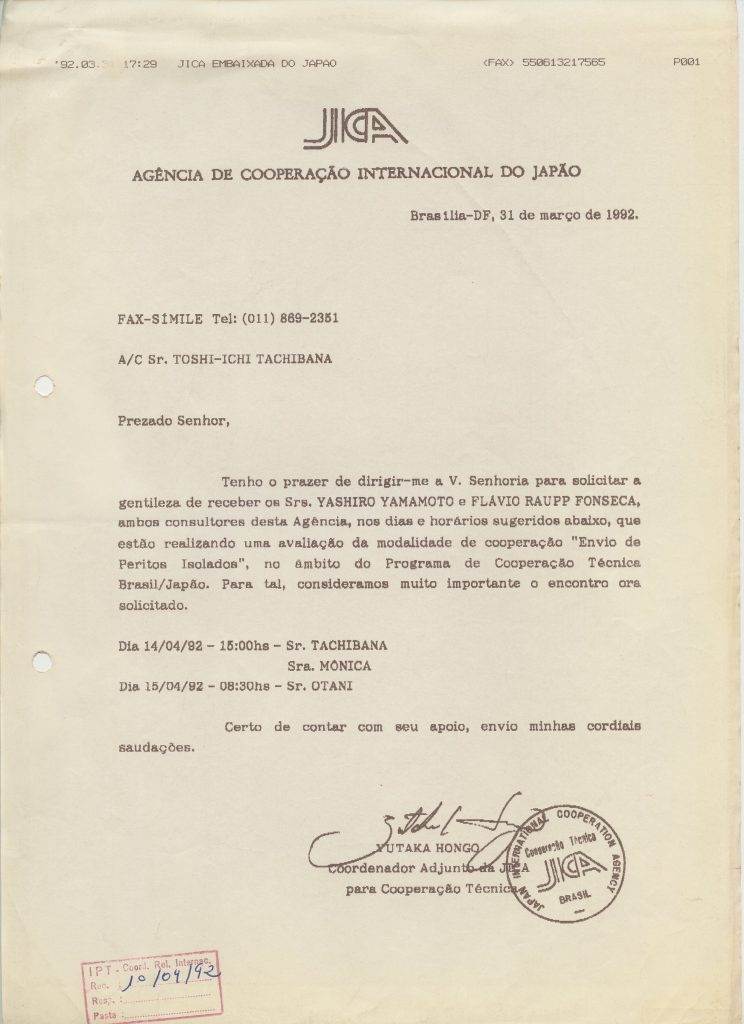 '92.03.31 17:29 JICA EMBAIXADA DO JAPAO <FAX> 550613217565 P001
JICA
AGÊNCIA DE COOPERAÇÃO INTERNACIONAL DO JAPÃO
Brasília-DF, 31 de março de 1992.
FAX-SÍMILE Tel: (011) 869-2351
A/C Sr. TOSHI-ICHI TACHIBANA
Prezado Senhor,
Tenho o prazer de dirigir-me a V. Senhoria para solicitar a
gentileza de receber os Srs. YASHIRO YAMAMOTO e FLÁVIO RAUPP FONSECA,
ambos consultores desta Agência, nos dias e horários sugeridos abaixo, que
estão realizando uma avaliação da modalidade de cooperação "Envio de
Peritos Isolados", no âmbito do Programa de Cooperação Técnica
Brasil/Japão. Para tal, consideramos muito importante o encontro ora
solicitado.
Dia 14/04/92 - 15:00hs - Sr. TACHIBANA
Sra. MÔNICA
Dia 15/04/92 - 08:30hs - Sr. OTANI
Certo de contar com seu apoio, envio minhas cordiais
saudações.
YUTAKA HONGO
Coordenador Adjunto da JICA
para Cooperação Técnica
JAPAN INTERNATIONAL COOPERATION AGENCY
Cooperação Técnica
JICA
BRASIL
IPT - Coord. Rel. Internac.
Rec. : 1º/04/92
Resp. :
Pasta :